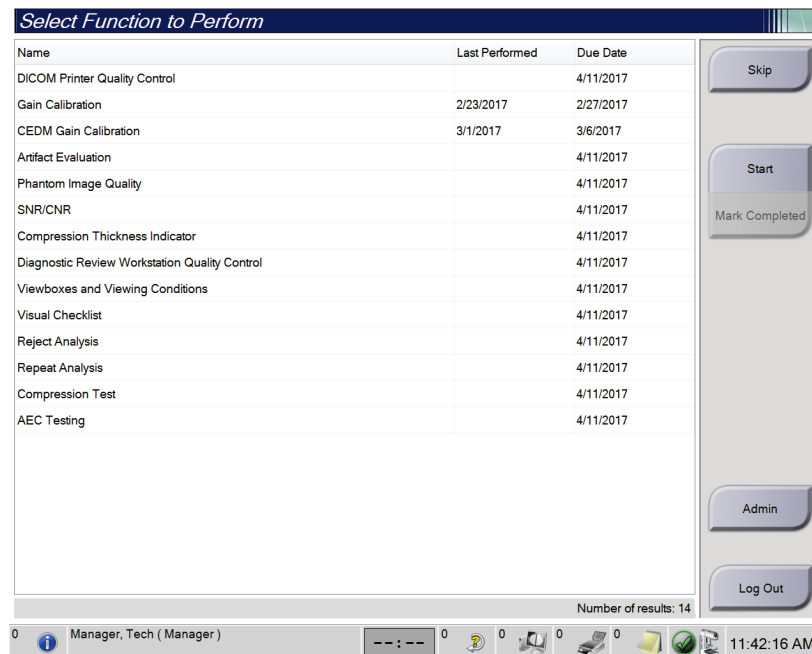 Select Function to Perform
Name Last Performed Due Date
DICOM Printer Quality Control 4/11/2017
Gain Calibration 2/23/2017 2/27/2017
CEDM Gain Calibration 3/1/2017 3/6/2017
Artifact Evaluation 4/11/2017
Phantom Image Quality 4/11/2017
SNR/CNR 4/11/2017
Compression Thickness Indicator 4/11/2017
Diagnostic Review Workstation Quality Control 4/11/2017
Viewboxes and Viewing Conditions 4/11/2017
Visual Checklist 4/11/2017
Reject Analysis 4/11/2017
Repeat Analysis 4/11/2017
Compression Test 4/11/2017
AEC Testing 4/11/2017
Number of results: 14
Skip
Start
Mark Completed
Admin
Log Out
0 Manager, Tech ( Manager ) --:-- 0 0 0 0 11:42:16 AM